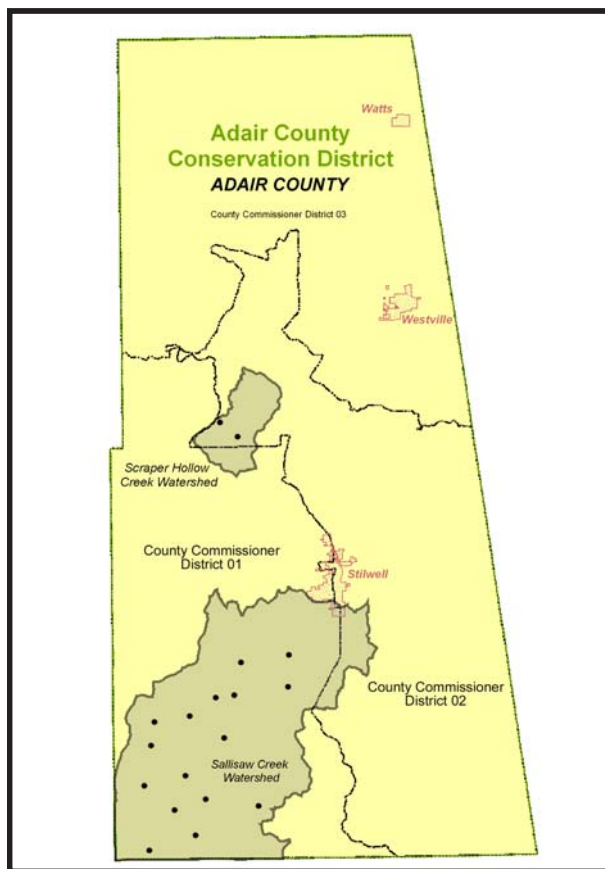 Watts
Adair County
Conservation District
ADAIR COUNTY
County Commissioner District 03
Westville
Scraper Hollow
Creek Watershed
County Commissioner
District 01
Stilwell
County Commissioner
District 02
Sallisaw Creek
Watershed